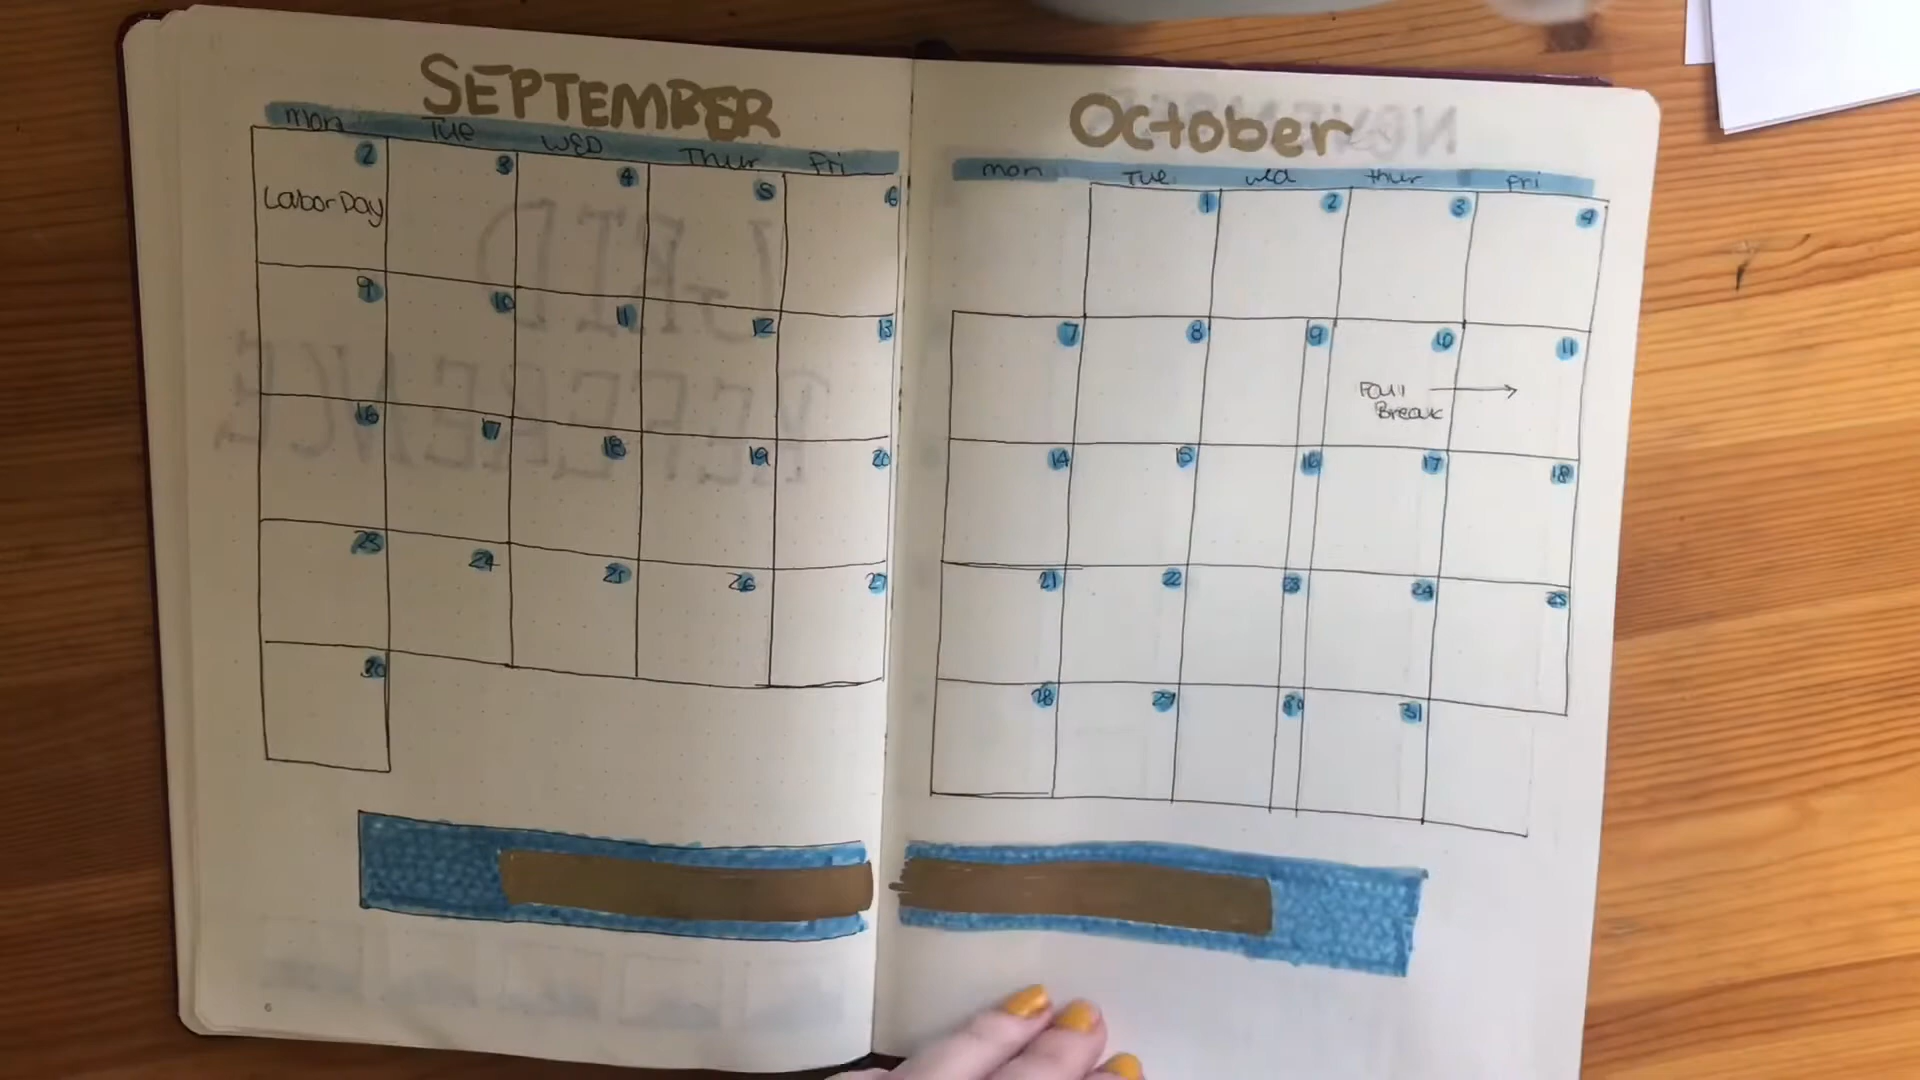 SEPTEMBER
mon Tue WED Thur Fri
2 3 4 5 6
Labor Day
9 10 11 12 13
16 17 18 19 20
23 24 25 26 27
30
October
mon Tue wed thur fri
1 2 3 4
7 8 9 10 11
Fall
Break
14 15 16 17 18
21 22 23 24 25
28 29 30 31
6